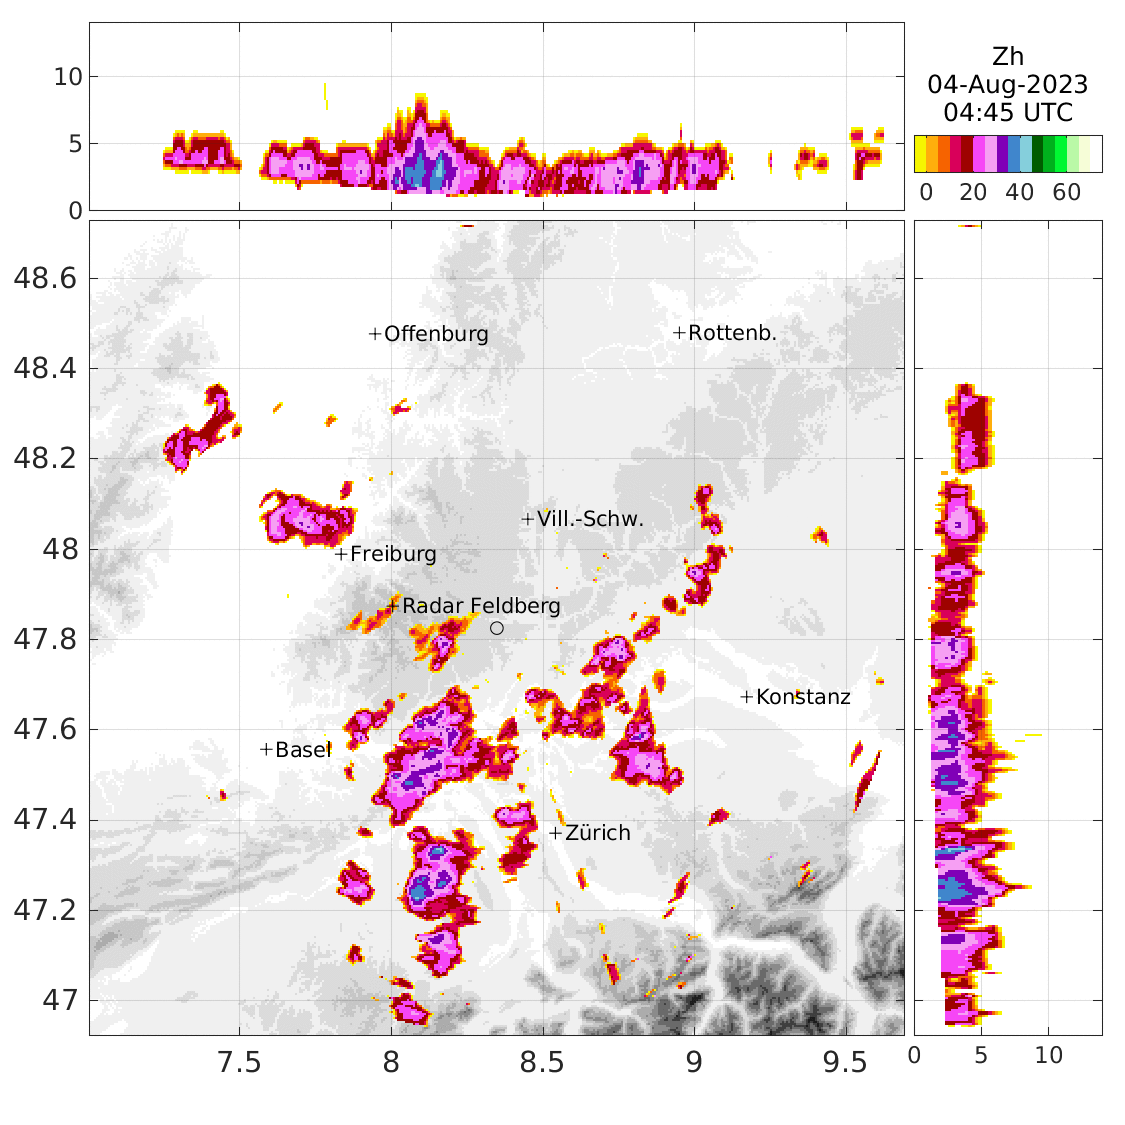 10
5
0
Zh
04-Aug-2023
04:45 UTC
0 20 40 60
48.6
48.4
48.2
48
47.8
47.6
47.4
47.2
47
+Offenburg
+Rottenb.
+Vill.-Schw.
+Freiburg
+Radar Feldberg
+Konstanz
+Basel
+Zürich
7.5 8 8.5 9 9.5
0 5 10